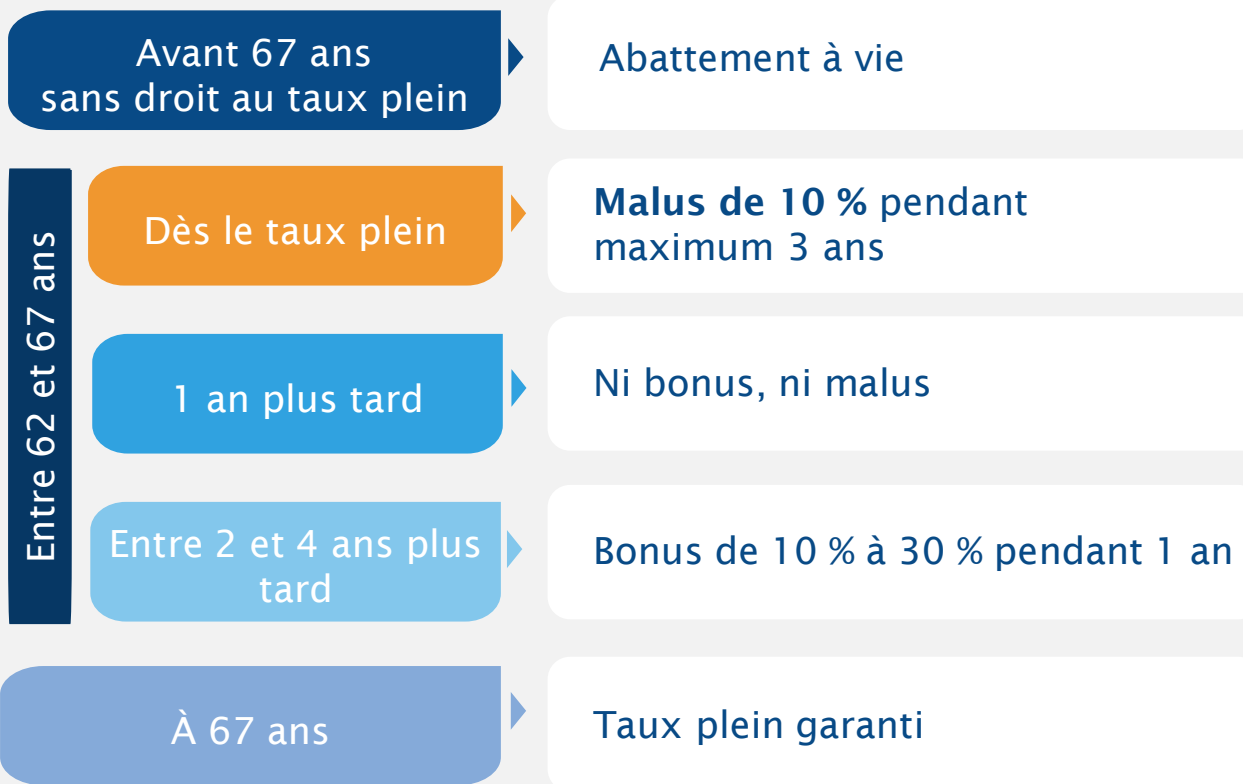 Avant 67 ans
sans droit au taux plein
Abattement à vie
Entre 62 et 67 ans
Dès le taux plein
Malus de 10 % pendant
maximum 3 ans
1 an plus tard
Ni bonus, ni malus
Entre 2 et 4 ans plus
tard
Bonus de 10 % à 30 % pendant 1 an
À 67 ans
Taux plein garanti